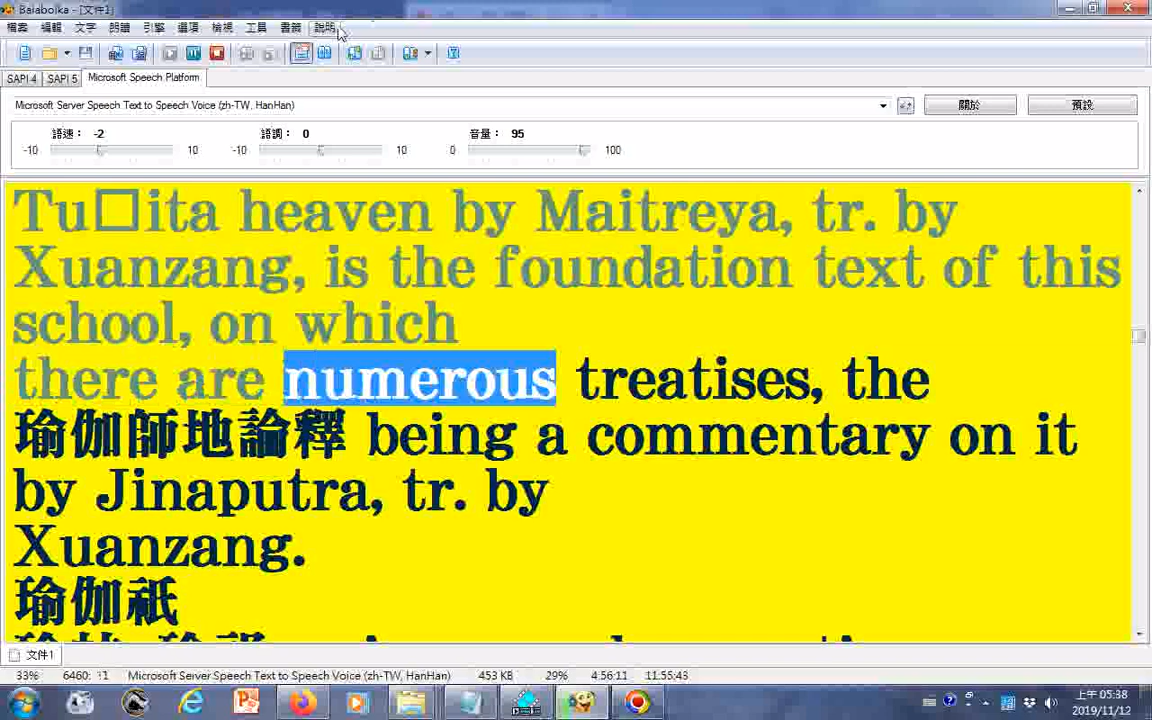 Balabolka - [文件1]
檔案 編輯 文字 朗讀 引擎 選項 檢視 工具 書籤 說明
SAPI 4 SAPI 5 Microsoft Speech Platform
Microsoft Server Speech Text to Speech Voice (zh-TW, HanHan) 關於 預設
語速： -2 語調： 0 音量： 95
-10 10 -10 10 0 100
Tu□ita heaven by Maitreya, tr. by
Xuanzang, is the foundation text of this
school, on which
there are numerous treatises, the
瑜伽師地論釋 being a commentary on it
by Jinaputra, tr. by
Xuanzang.
瑜伽祇
文件1
33% 6460: 11 Microsoft Server Speech Text to Speech Voice (zh-TW, HanHan) 453 KB 29% 4:56:11 11:55:43
上午 05:38
2019/11/12